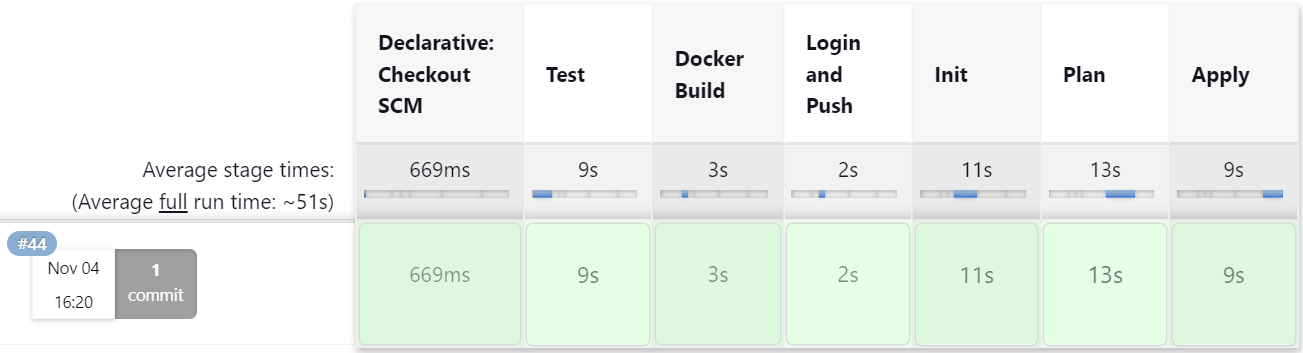 Declarative:
Checkout
SCM
Test
Docker
Build
Login
and
Push
Init
Plan
Apply
Average stage times:
(Average full run time: ~51s)
669ms
9s
3s
2s
11s
13s
9s
#44
Nov 04
16:20
1
commit
669ms
9s
3s
2s
11s
13s
9s